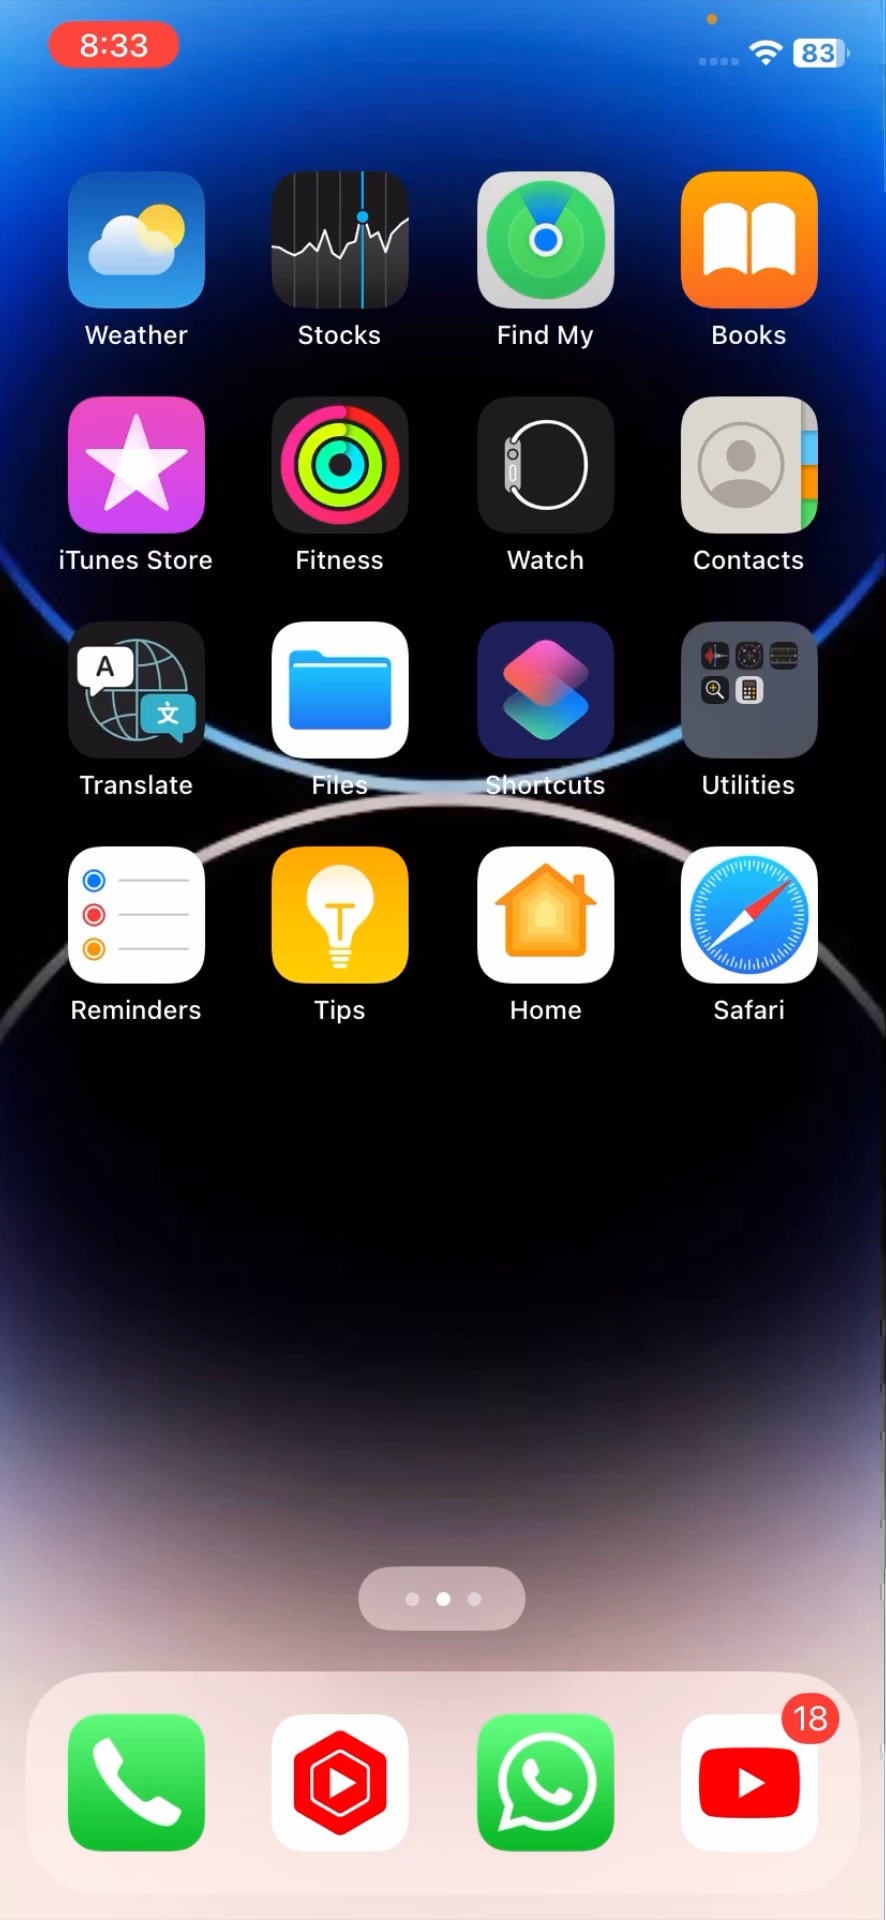 8:33
83
Weather
Stocks
Find My
Books
iTunes Store
Fitness
Watch
Contacts
A
文
Translate
Files
Shortcuts
Utilities
Reminders
Tips
Home
Safari
18